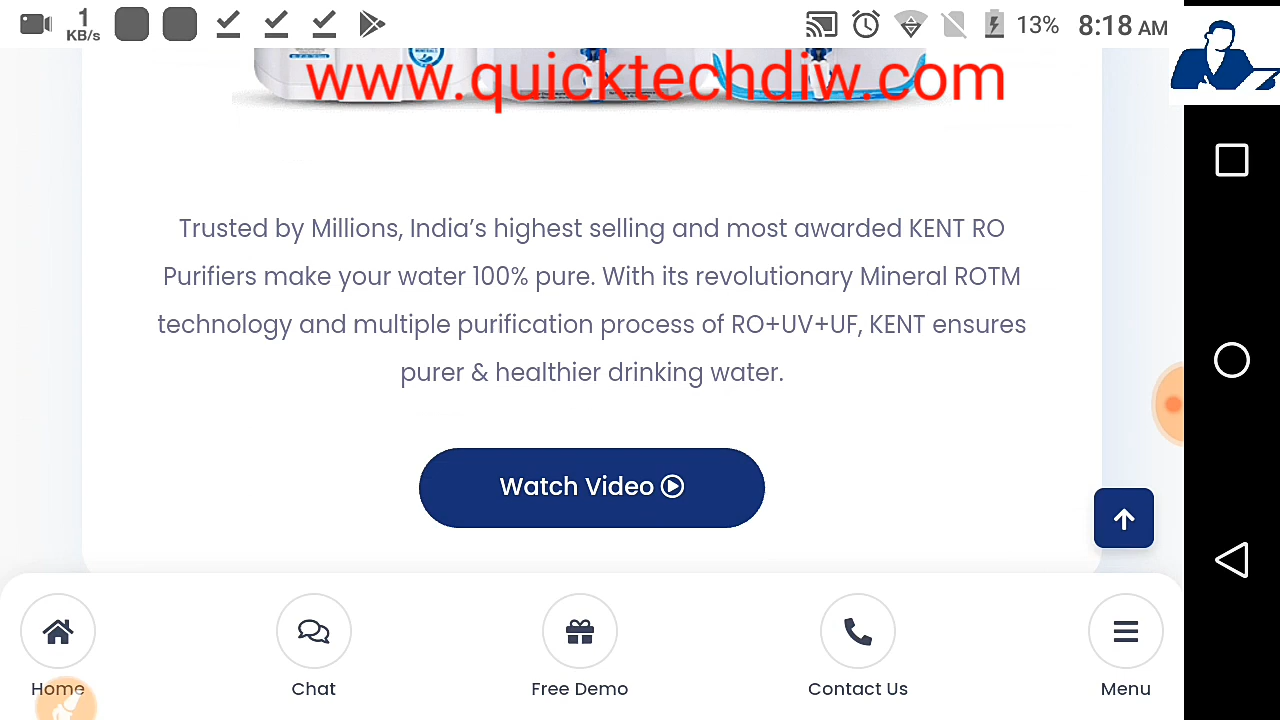 1
KB/s
13%
8:18 AM
www.quicktechdiw.com
Trusted by Millions, India’s highest selling and most awarded KENT RO
Purifiers make your water 100% pure. With its revolutionary Mineral ROTM
technology and multiple purification process of RO+UV+UF, KENT ensures
purer & healthier drinking water.
Watch Video
Home
Chat
Free Demo
Contact Us
Menu